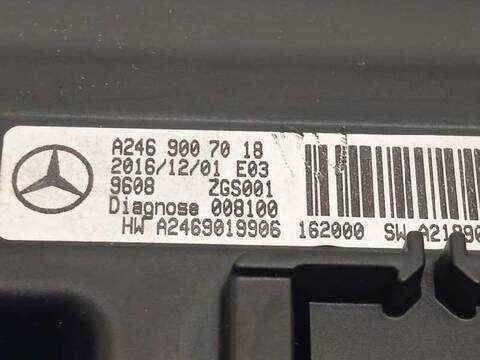 A246 900 70 18
2016/12/01 E03
9608 ZGS001
Diagnose 008100
HW A2469019906 162000 SW